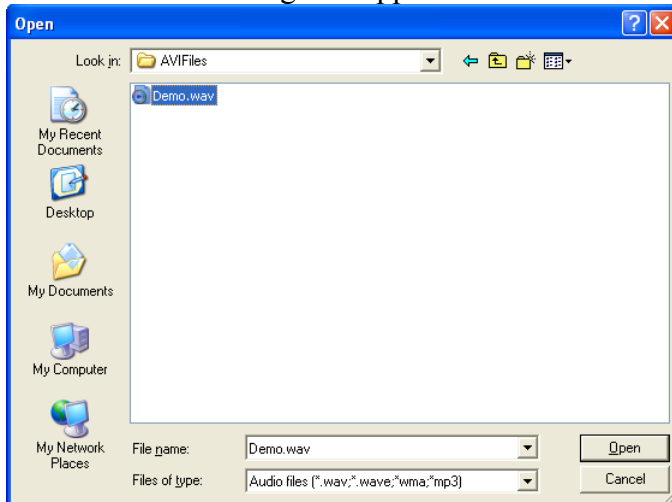 Open
Look in:
AVIFiles
Demo.wav
My Recent
Documents
Desktop
My Documents
My Computer
My Network
Places
File name:
Demo.wav
Open
Files of type:
Audio files (*.wav;*.wave;*wma;*mp3)
Cancel